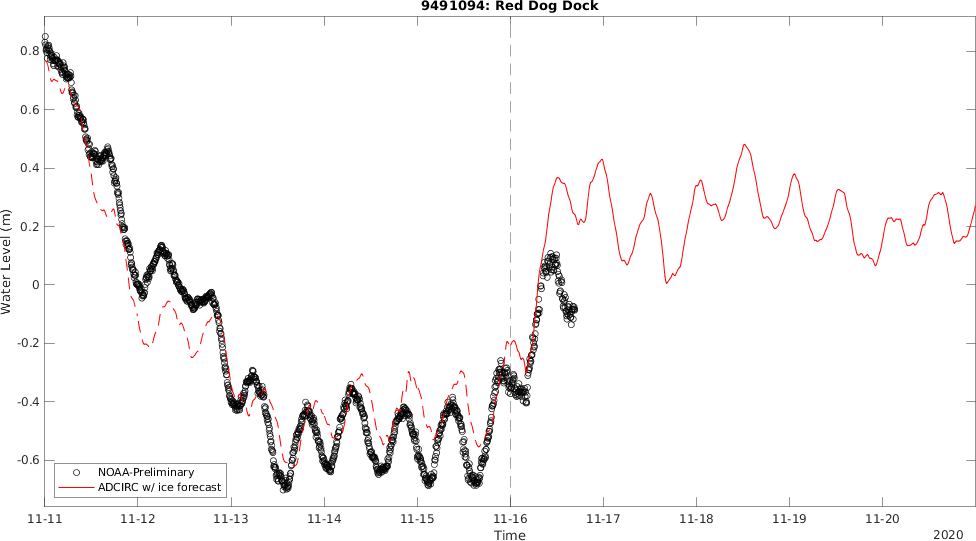 9491094: Red Dog Dock
Water Level (m)
0.8
0.6
0.4
0.2
0
-0.2
-0.4
-0.6
NOAA-Preliminary
ADCIRC w/ ice forecast
11-11 11-12 11-13 11-14 11-15 11-16 11-17 11-18 11-19 11-20
Time
2020